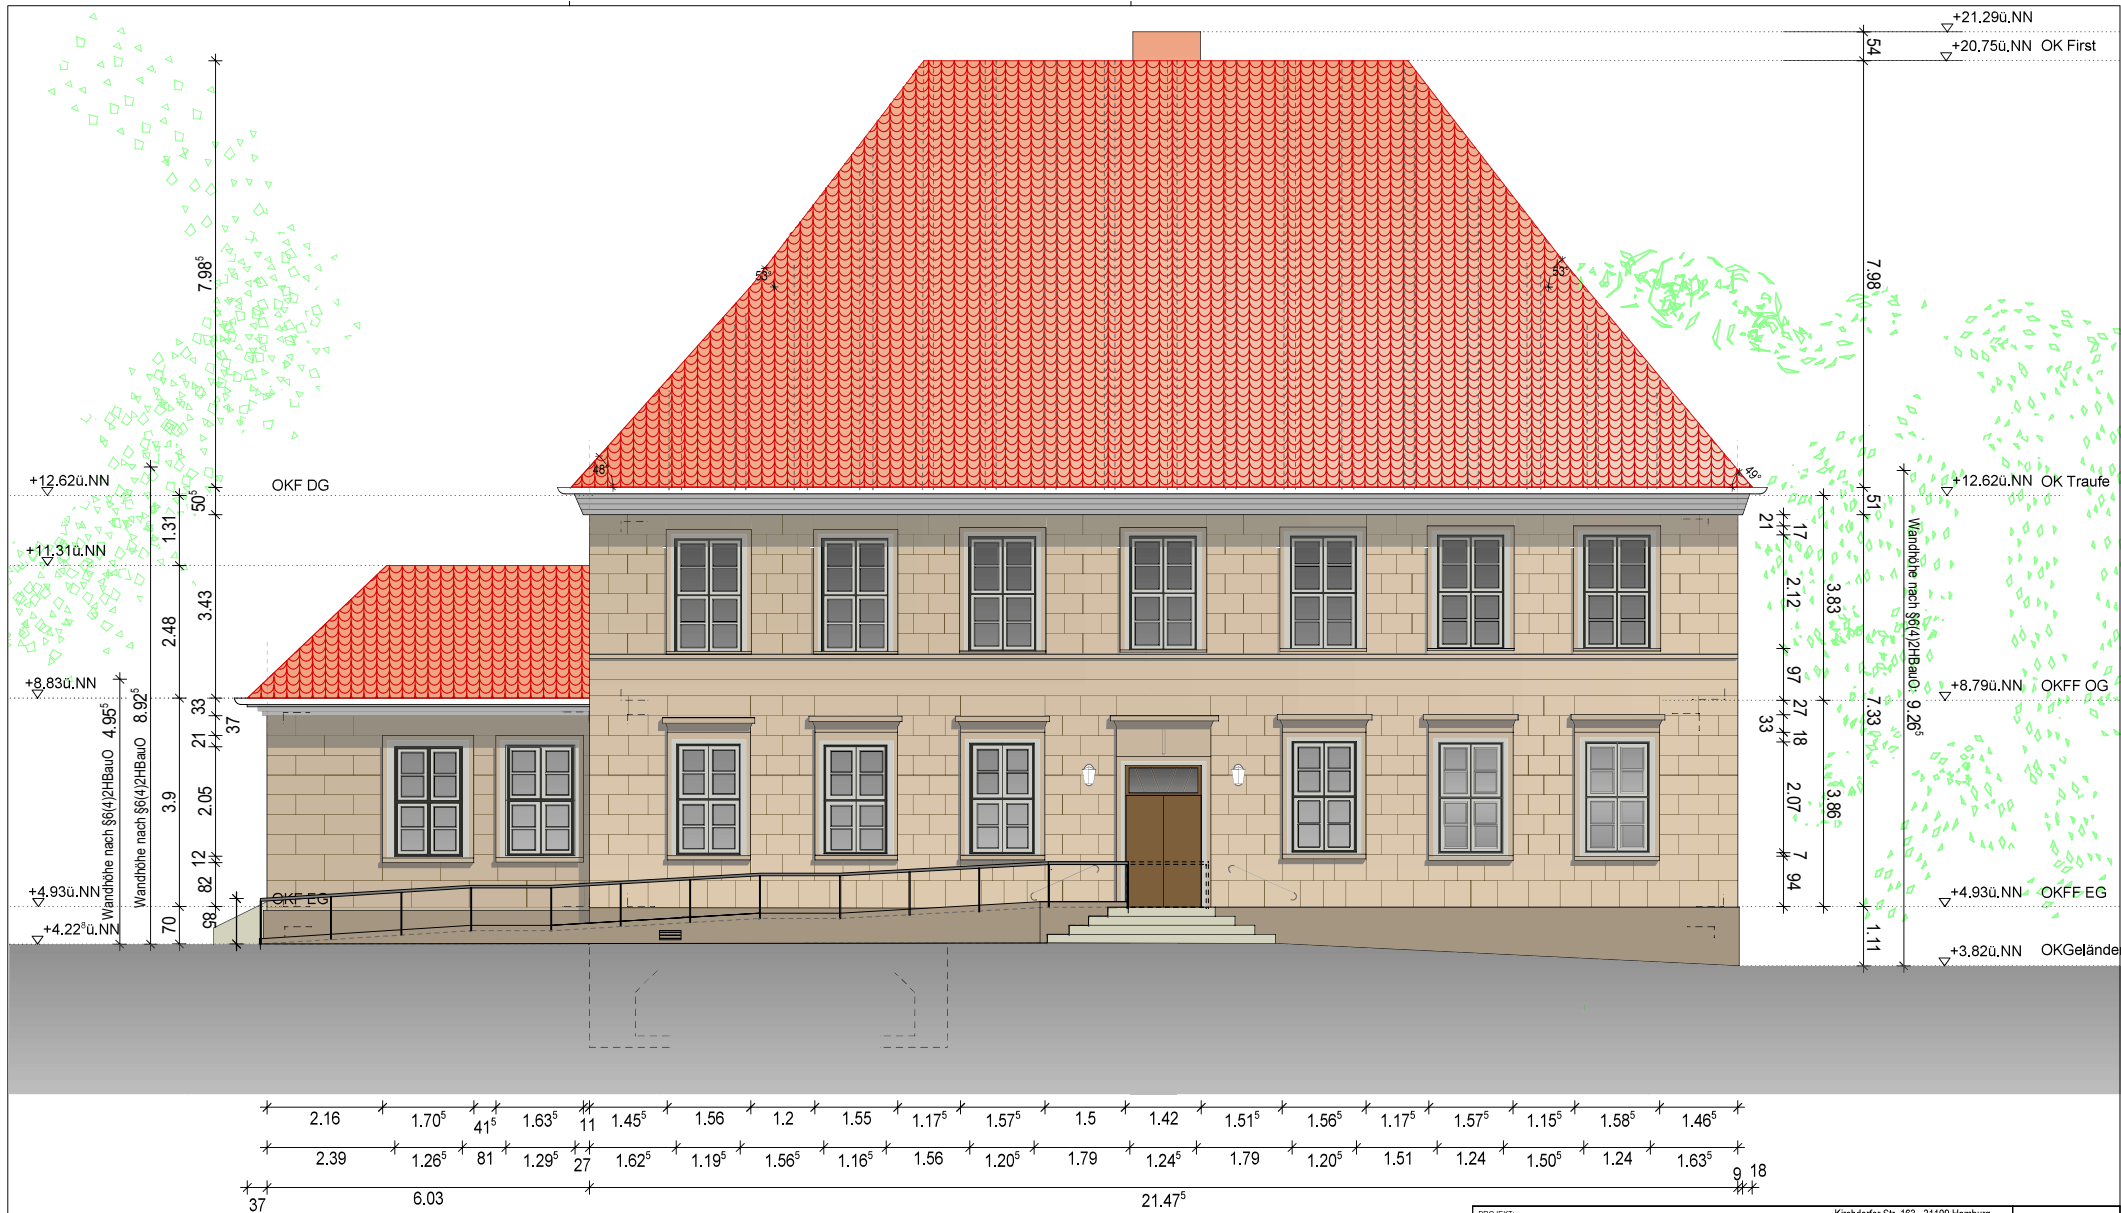 +21.29ü.NN
+20.75ü.NN OK First
54
7.98⁵
7.98
53°
53°
48
49°
+12.62ü.NN
OKF DG
+12.62ü.NN OK Traufe
50⁵
51
1.31
+11.31ü.NN
21
17
2.12
3.83
3.43
2.48
97
+8.83ü.NN
+8.79ü.NN OKFF OG
33
37
21
27
33
18
7.33
Wandhöhe nach §6(4)2HBauO 4.95⁵
Wandhöhe nach §6(4)2HBauO 8.92⁵
Wandhöhe nach §6(4)2HBauO: 9.26⁵
3.9
2.05
2.07
3.86
12
82
7
94
+4.93ü.NN
OKF EG
+4.93ü.NN OKFF EG
70
98
+4.22⁸ü.NN
1.11
+3.82ü.NN OKGelände
2.16 1.70⁵ 41⁵ 1.63⁵ 11 1.45⁵ 1.56 1.2 1.55 1.17⁵ 1.57⁵ 1.5 1.42 1.51⁵ 1.56⁵ 1.17⁵ 1.57⁵ 1.15⁵ 1.58⁵ 1.46⁵
2.39 1.26⁵ 81 1.29⁵ 27 1.62⁵ 1.19⁵ 1.56⁵ 1.16⁵ 1.56 1.20⁵ 1.79 1.24⁵ 1.79 1.20⁵ 1.51 1.24 1.50⁵ 1.24 1.63⁵
9 18
37 6.03 21.47⁵